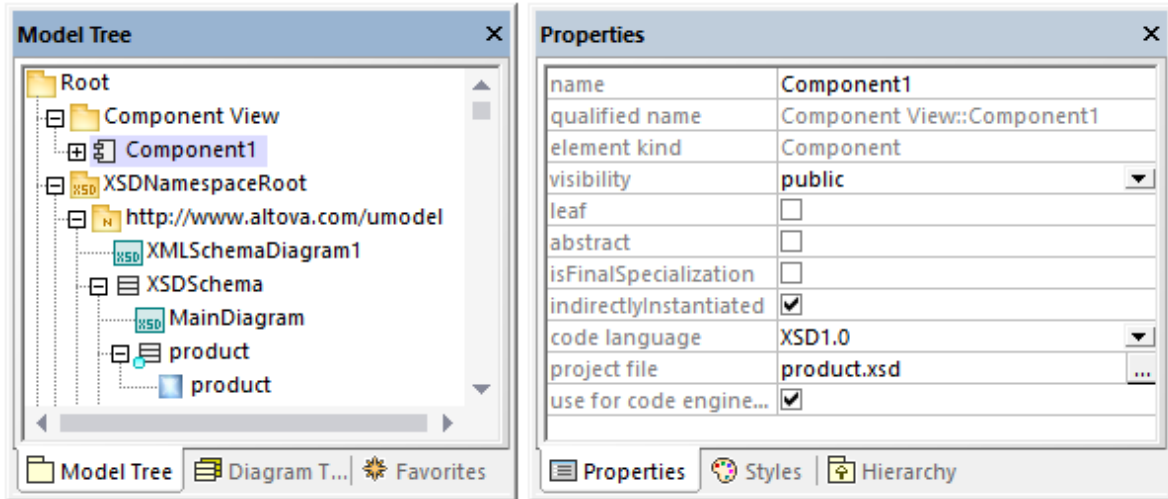 Model Tree
Root
Component View
Component1
XSDNamespaceRoot
http://www.altova.com/umodel
XMLSchemaDiagram1
XSDSchema
MainDiagram
product
product
Model Tree Diagram T... Favorites
Properties
name Component1
qualified name Component View::Component1
element kind Component
visibility public
leaf
abstract
isFinalSpecialization
indirectlyInstantiated
code language XSD1.0
project file product.xsd ...
use for code engine...
Properties Styles Hierarchy